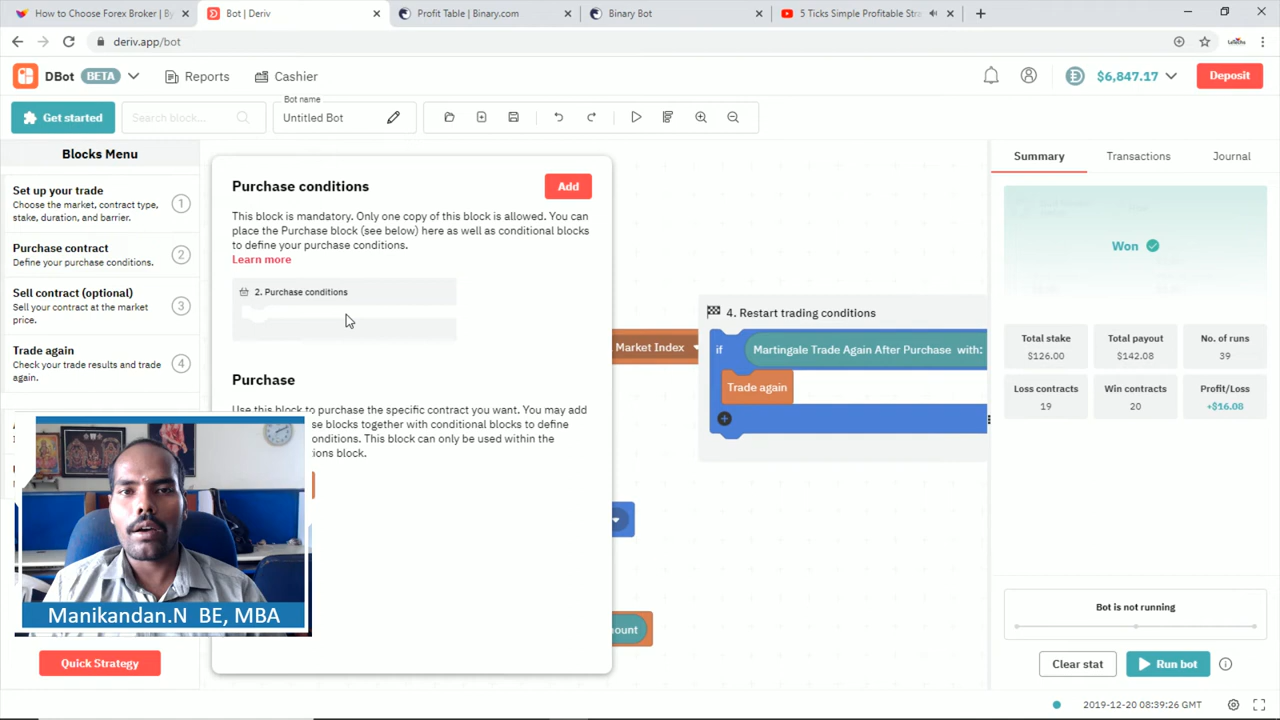 How to Choose Forex Broker | By
Bot | Deriv
Profit Table | Binary.com
Binary Bot
5 Ticks Simple Profitable Stra
deriv.app/bot
DBot BETA
Reports
Cashier
$6,847.17
Deposit
Get started
Search block...
Bot name
Untitled Bot
Blocks Menu
Set up your trade
Choose the market, contract type,
stake, duration, and barrier.
1
Purchase contract
Define your purchase conditions.
2
Sell contract (optional)
Sell your contract at the market
price.
3
Trade again
Check your trade results and trade
again.
4
Quick Strategy
Purchase conditions
Add
This block is mandatory. Only one copy of this block is allowed. You can
place the Purchase block (see below) here as well as conditional blocks
to define your purchase conditions.
Learn more
2. Purchase conditions
Purchase
Use this block to purchase the specific contract you want. You may add
se blocks together with conditional blocks to define
onditions. This block can only be used within the
ions block.
Manikandan.N BE, MBA
Market Index
4. Restart trading conditions
if
Martingale Trade Again After Purchase with:
Trade again
ount
Summary
Transactions
Journal
Won
Total stake
$126.00
Total payout
$142.08
No. of runs
39
Loss contracts
19
Win contracts
20
Profit/Loss
+$16.08
Bot is not running
Clear stat
Run bot
2019-12-20 08:39:26 GMT